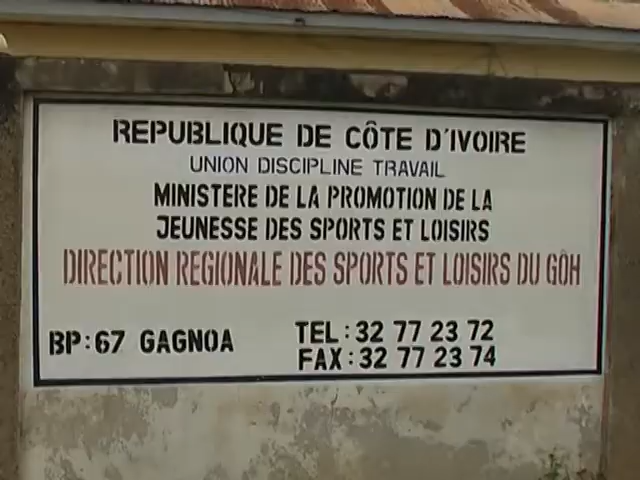 REPUBLIQUE DE CÔTE D'IVOIRE
UNION DISCIPLINE TRAVAIL
MINISTERE DE LA PROMOTION DE LA
JEUNESSE DES SPORTS ET LOISIRS
DIRECTION REGIONALE DES SPORTS ET LOISIRS DU GÔH
BP:67 GAGNOA
TEL:32 77 23 72
FAX:32 77 23 74